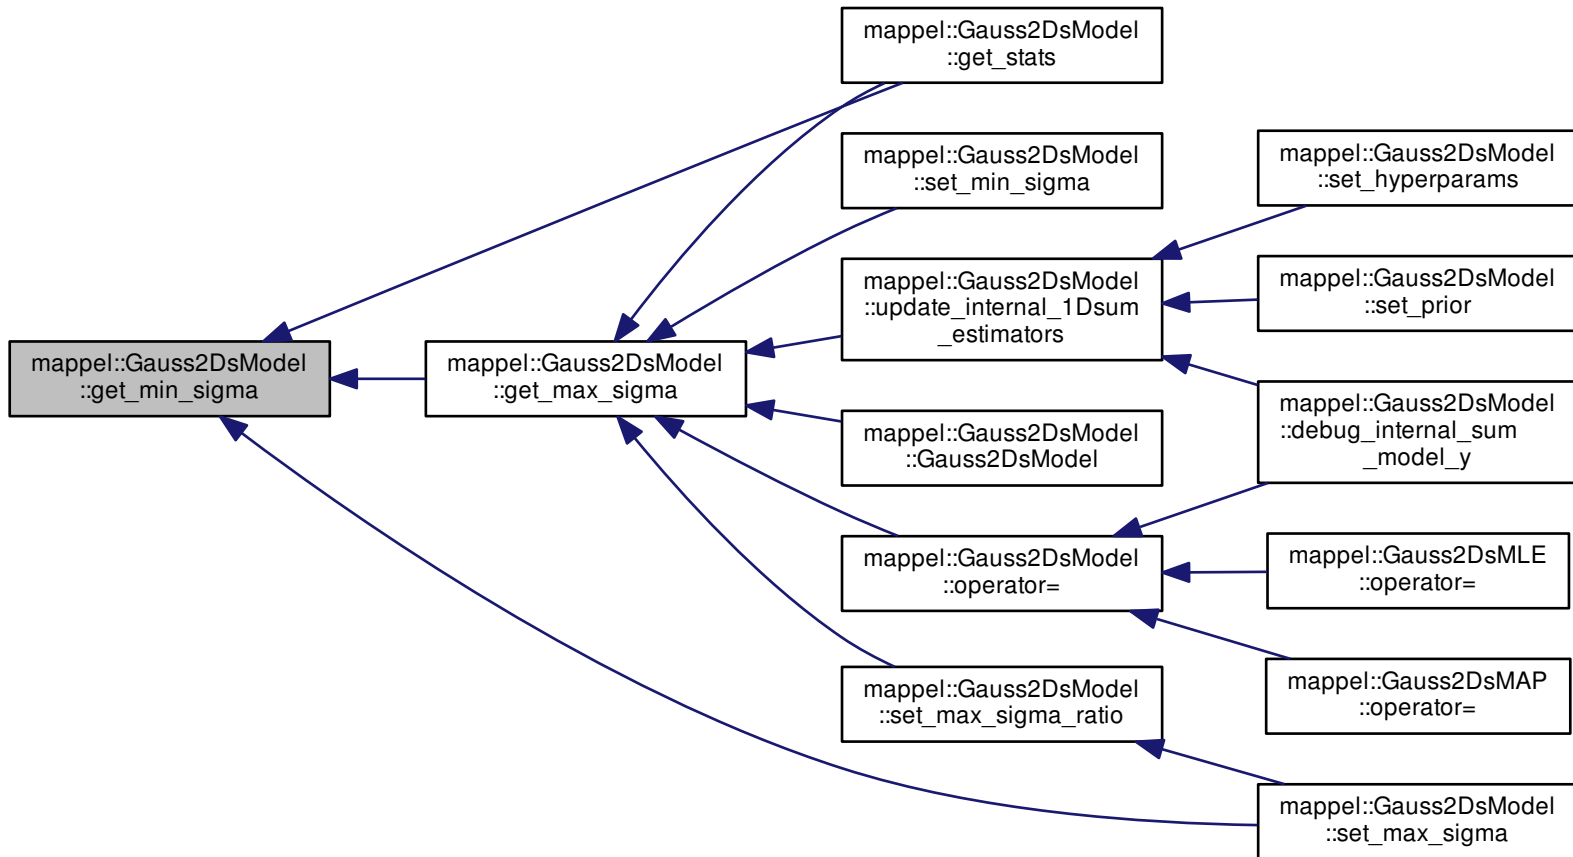 mappel::Gauss2DsModel
::get_min_sigma
mappel::Gauss2DsModel
::get_max_sigma
mappel::Gauss2DsModel
::get_stats
mappel::Gauss2DsModel
::set_min_sigma
mappel::Gauss2DsModel
::update_internal_1Dsum
_estimators
mappel::Gauss2DsModel
::Gauss2DsModel
mappel::Gauss2DsModel
::operator=
mappel::Gauss2DsModel
::set_max_sigma_ratio
mappel::Gauss2DsModel
::set_hyperparams
mappel::Gauss2DsModel
::set_prior
mappel::Gauss2DsModel
::debug_internal_sum
_model_y
mappel::Gauss2DsMLE
::operator=
mappel::Gauss2DsMAP
::operator=
mappel::Gauss2DsModel
::set_max_sigma